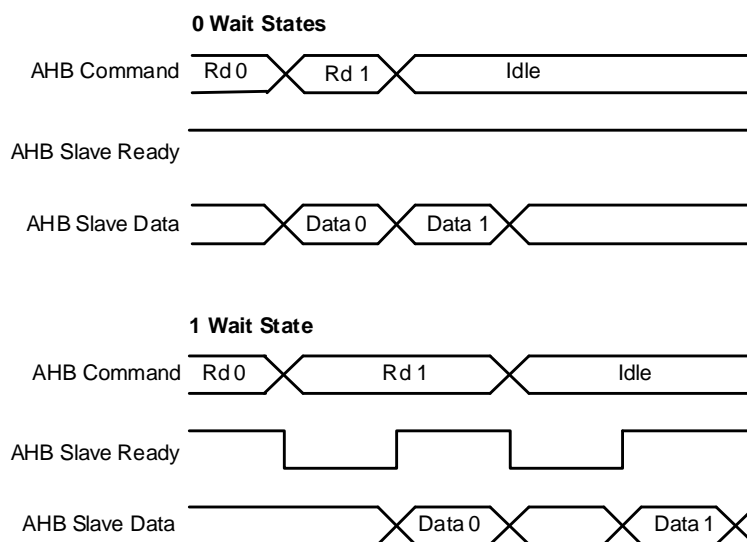 0 Wait States
AHB Command Rd 0 Rd 1 Idle
AHB Slave Ready
AHB Slave Data Data 0 Data 1
1 Wait State
AHB Command Rd 0 Rd 1 Idle
AHB Slave Ready
AHB Slave Data Data 0 Data 1